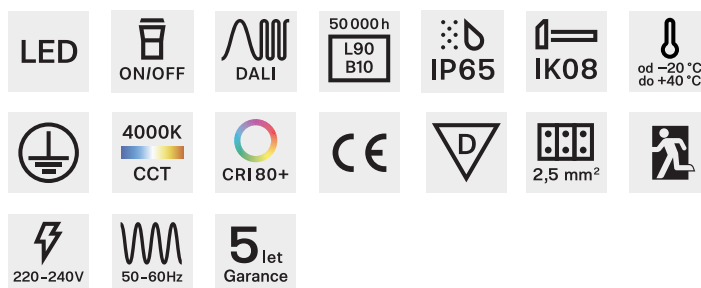 LED
ON/OFF
DALI
50 000 h
L90
B10
IP65
IK08
od –20 °C
do +40 °C
4000K
CCT
CRI 80+
CE
D
2,5 mm²
220–240V
50–60Hz
5 let
Garance